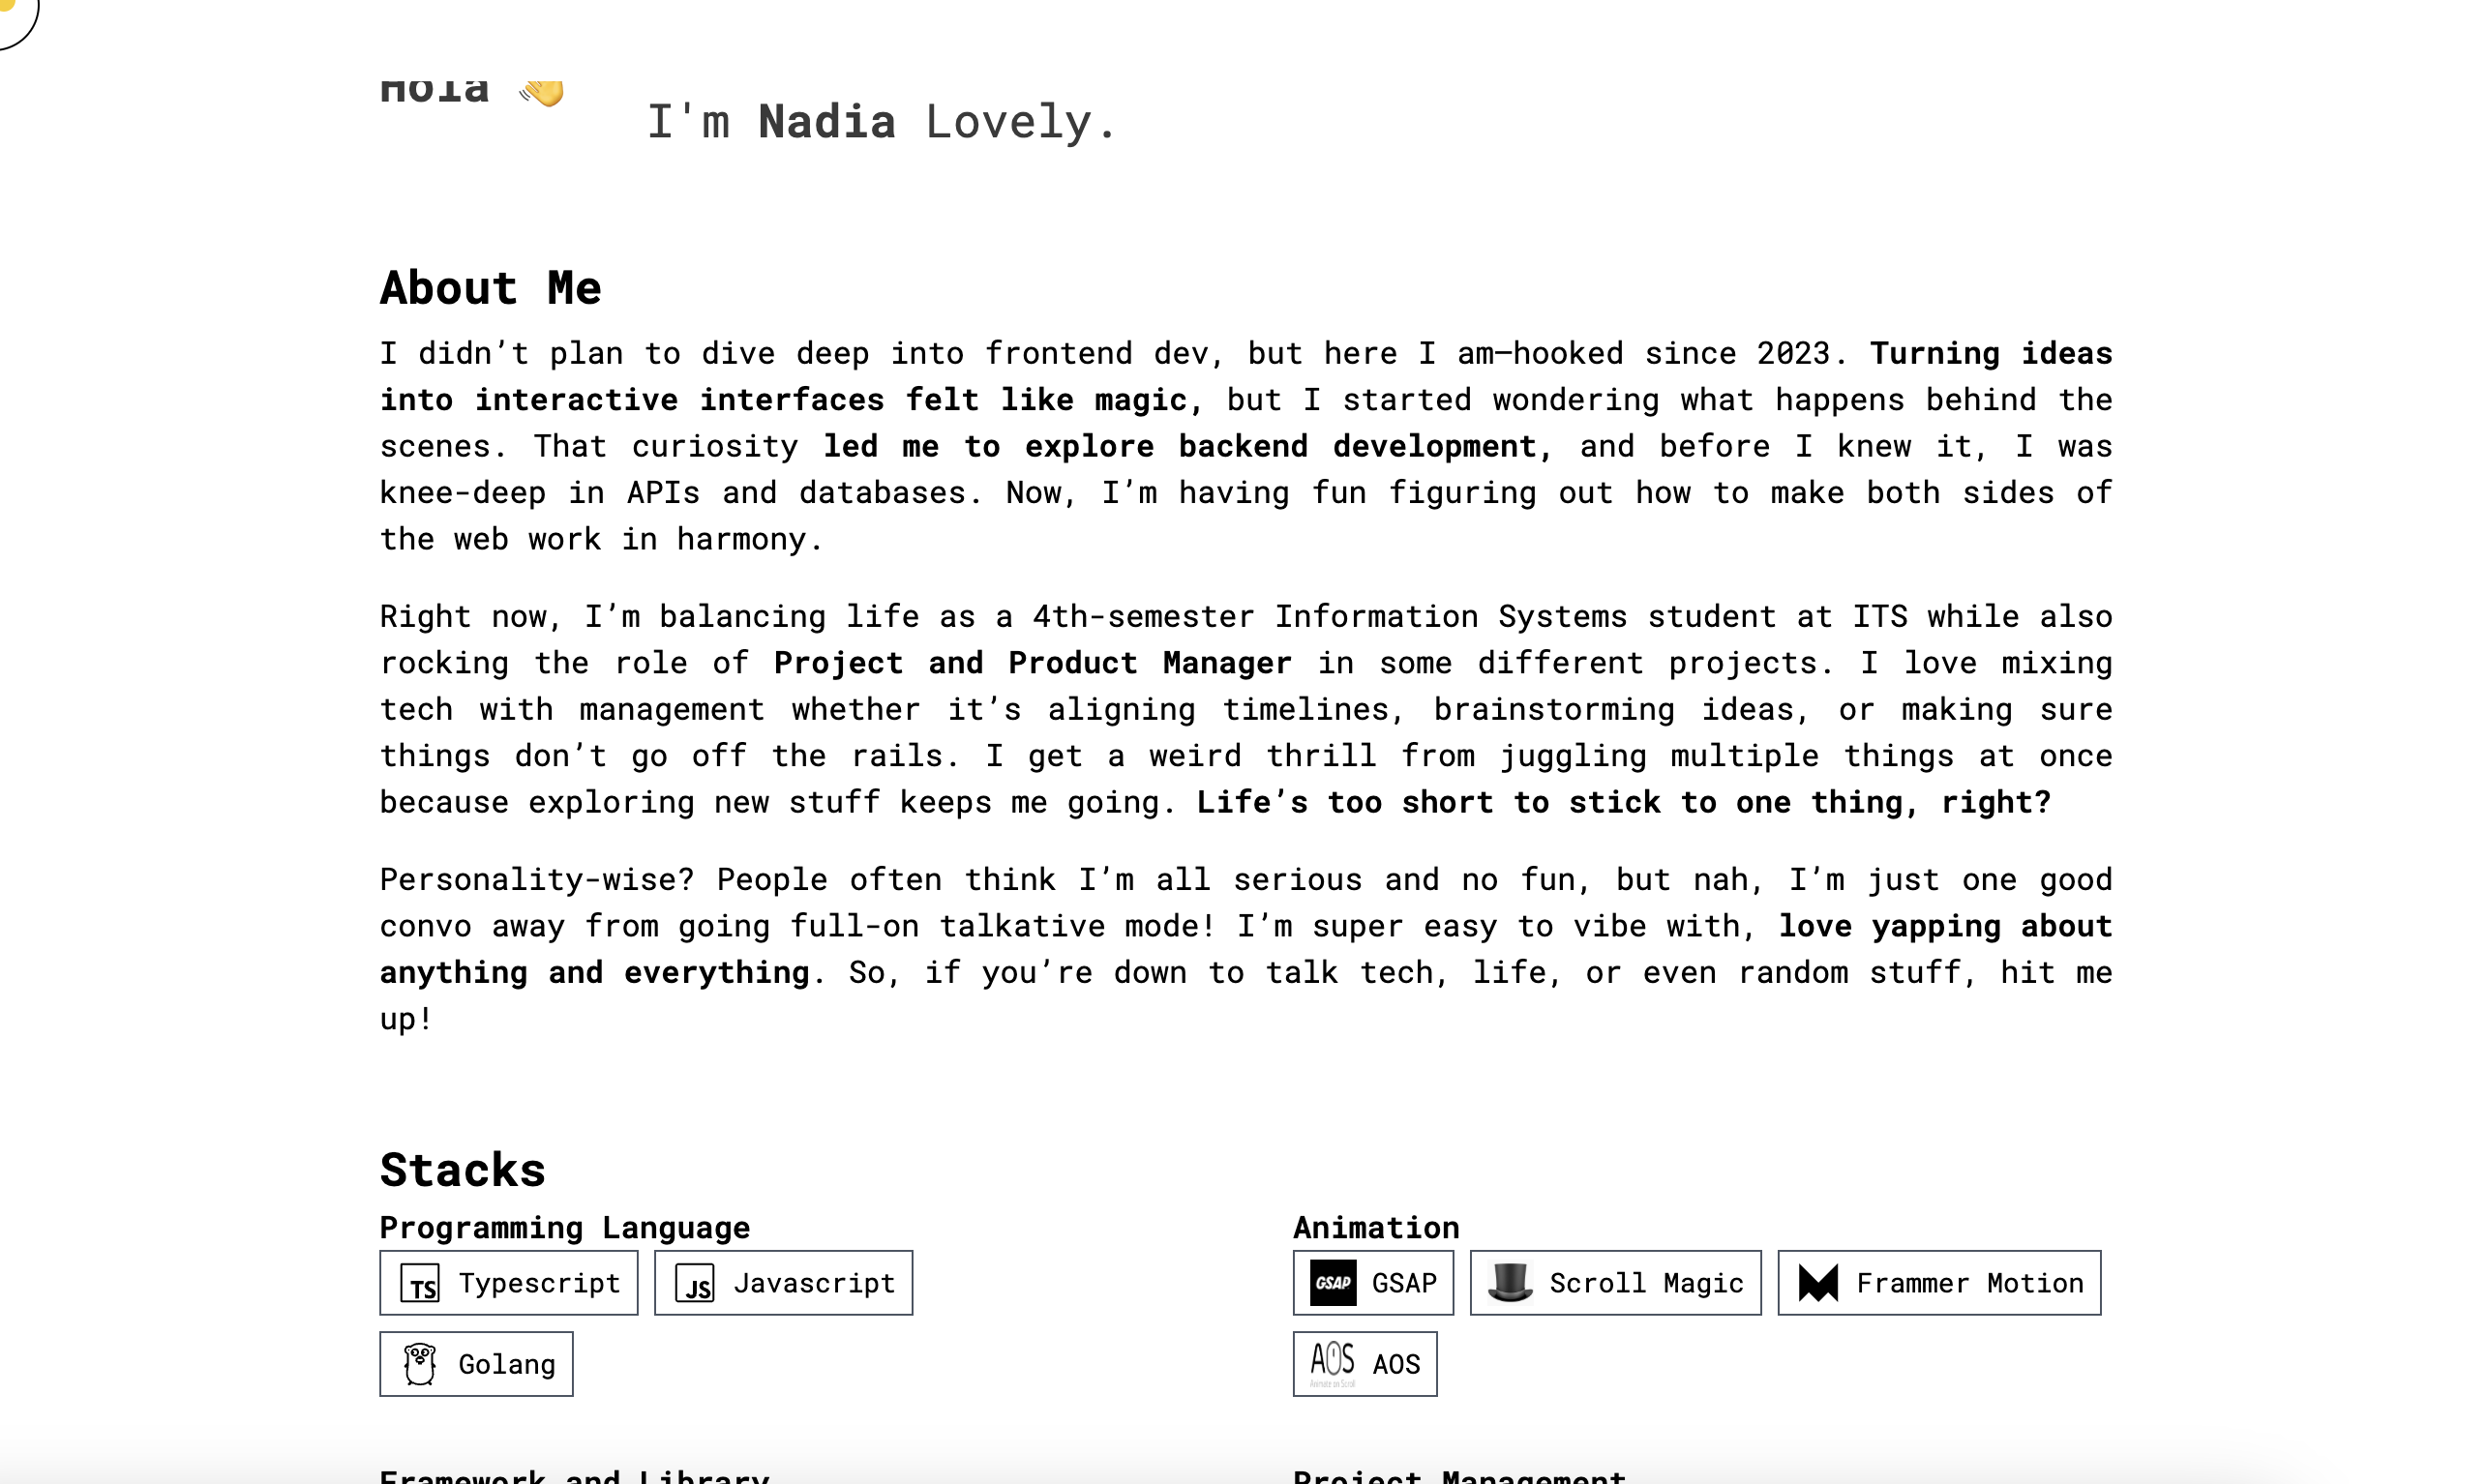 Hola 👋
I'm Nadia Lovely.
About Me
I didn’t plan to dive deep into frontend dev, but here I am—hooked since 2023. Turning ideas
into interactive interfaces felt like magic, but I started wondering what happens behind the
scenes. That curiosity led me to explore backend development, and before I knew it, I was
knee-deep in APIs and databases. Now, I’m having fun figuring out how to make both sides of
the web work in harmony.
Right now, I’m balancing life as a 4th-semester Information Systems student at ITS while also
rocking the role of Project and Product Manager in some different projects. I love mixing
tech with management whether it’s aligning timelines, brainstorming ideas, or making sure
things don’t go off the rails. I get a weird thrill from juggling multiple things at once
because exploring new stuff keeps me going. Life’s too short to stick to one thing, right?
Personality-wise? People often think I’m all serious and no fun, but nah, I’m just one good
convo away from going full-on talkative mode! I’m super easy to vibe with, love yapping about
anything and everything. So, if you’re down to talk tech, life, or even random stuff, hit me
up!
Stacks
Programming Language
TS Typescript
JS Javascript
Golang
Animation
GSAP GSAP
Scroll Magic
Frammer Motion
AOS Animate on Scroll AOS
Framework and Library
Project Management